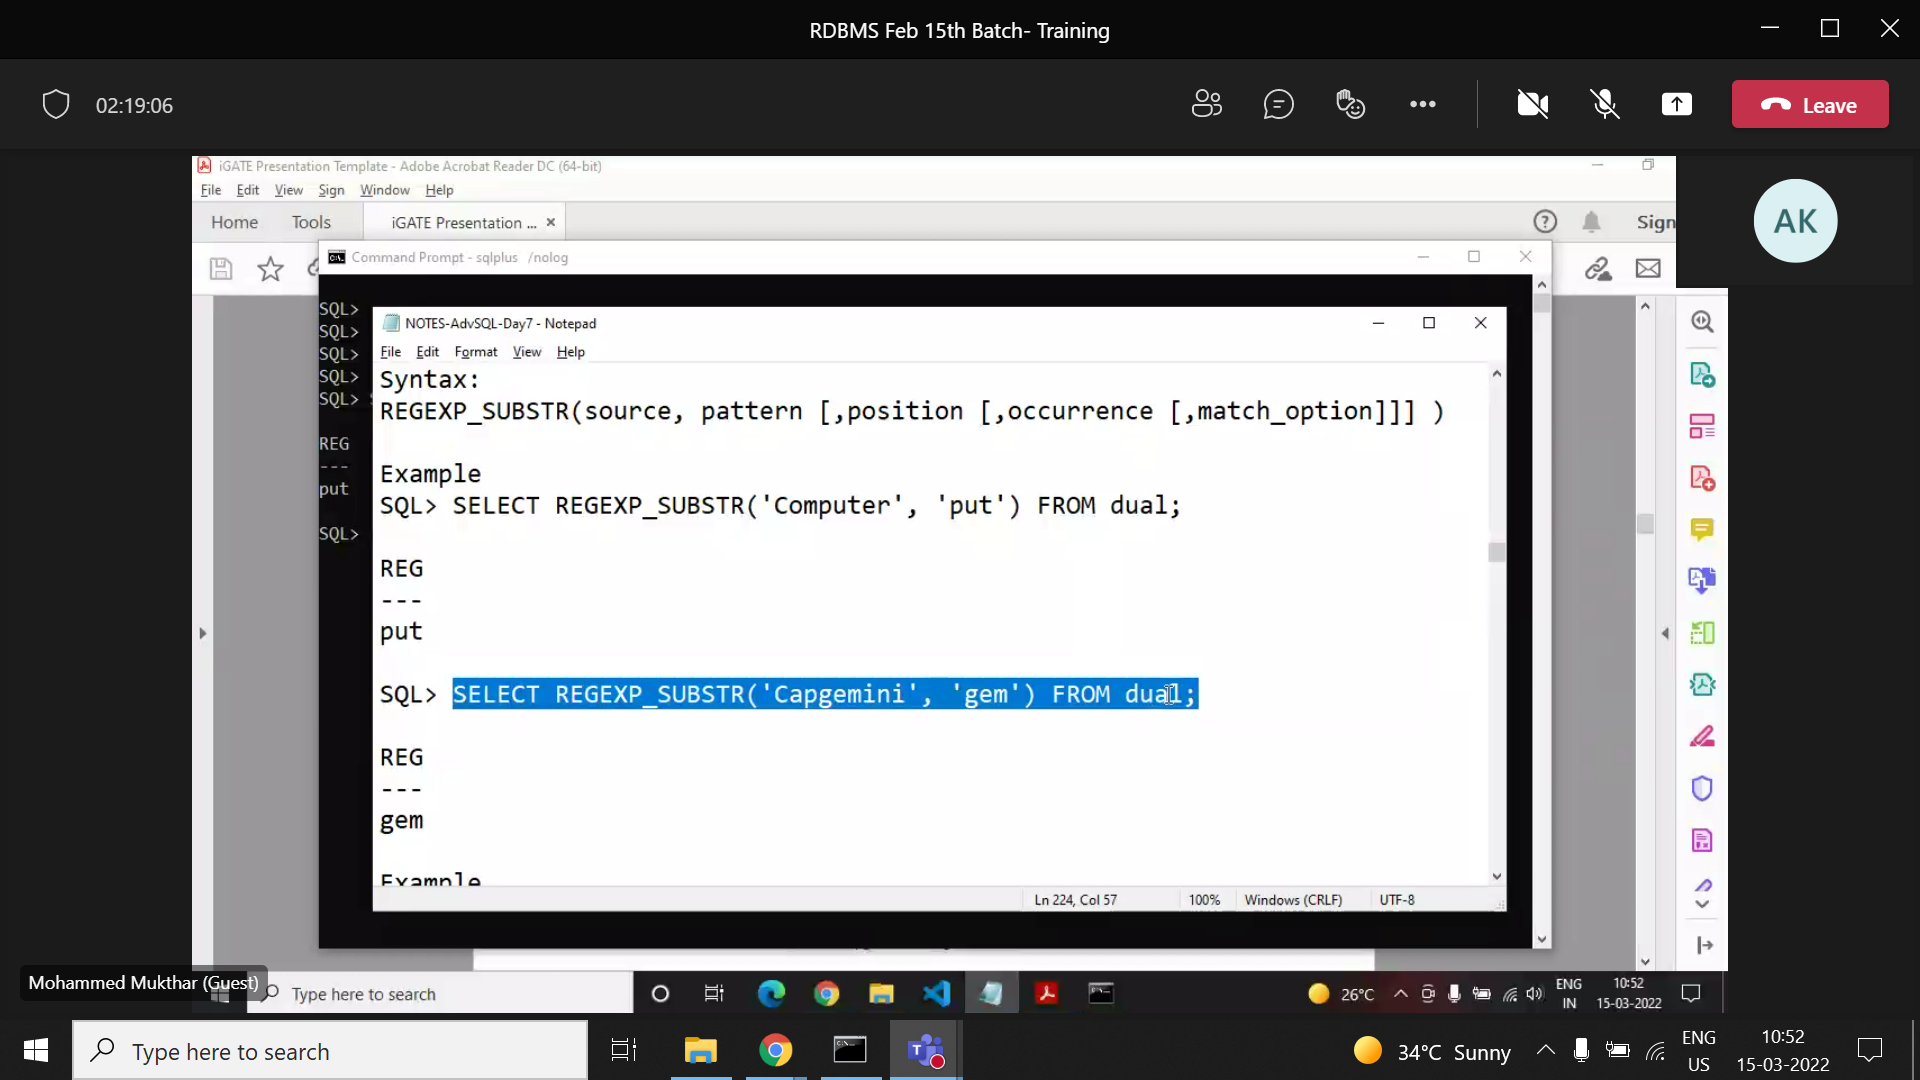 RDBMS Feb 15th Batch- Training
02:19:06
Leave
iGATE Presentation Template - Adobe Acrobat Reader DC (64-bit)
File Edit View Sign Window Help
Home Tools iGATE Presentation ...
Sign
AK
Command Prompt - sqlplus /nolog
SQL>
SQL>
SQL>
SQL>
SQL>
REG
---
put
SQL>
NOTES-AdvSQL-Day7 - Notepad
File Edit Format View Help
Syntax:
REGEXP_SUBSTR(source, pattern [,position [,occurrence [,match_option]]] )
Example
SQL> SELECT REGEXP_SUBSTR('Computer', 'put') FROM dual;
REG
---
put
SQL> SELECT REGEXP_SUBSTR('Capgemini', 'gem') FROM dual;
REG
---
gem
Example
Ln 224, Col 57 100% Windows (CRLF) UTF-8
Mohammed Mukthar (Guest)
Type here to search
26°C
ENG
IN
10:52
15-03-2022
Type here to search
34°C Sunny
ENG
US
10:52
15-03-2022